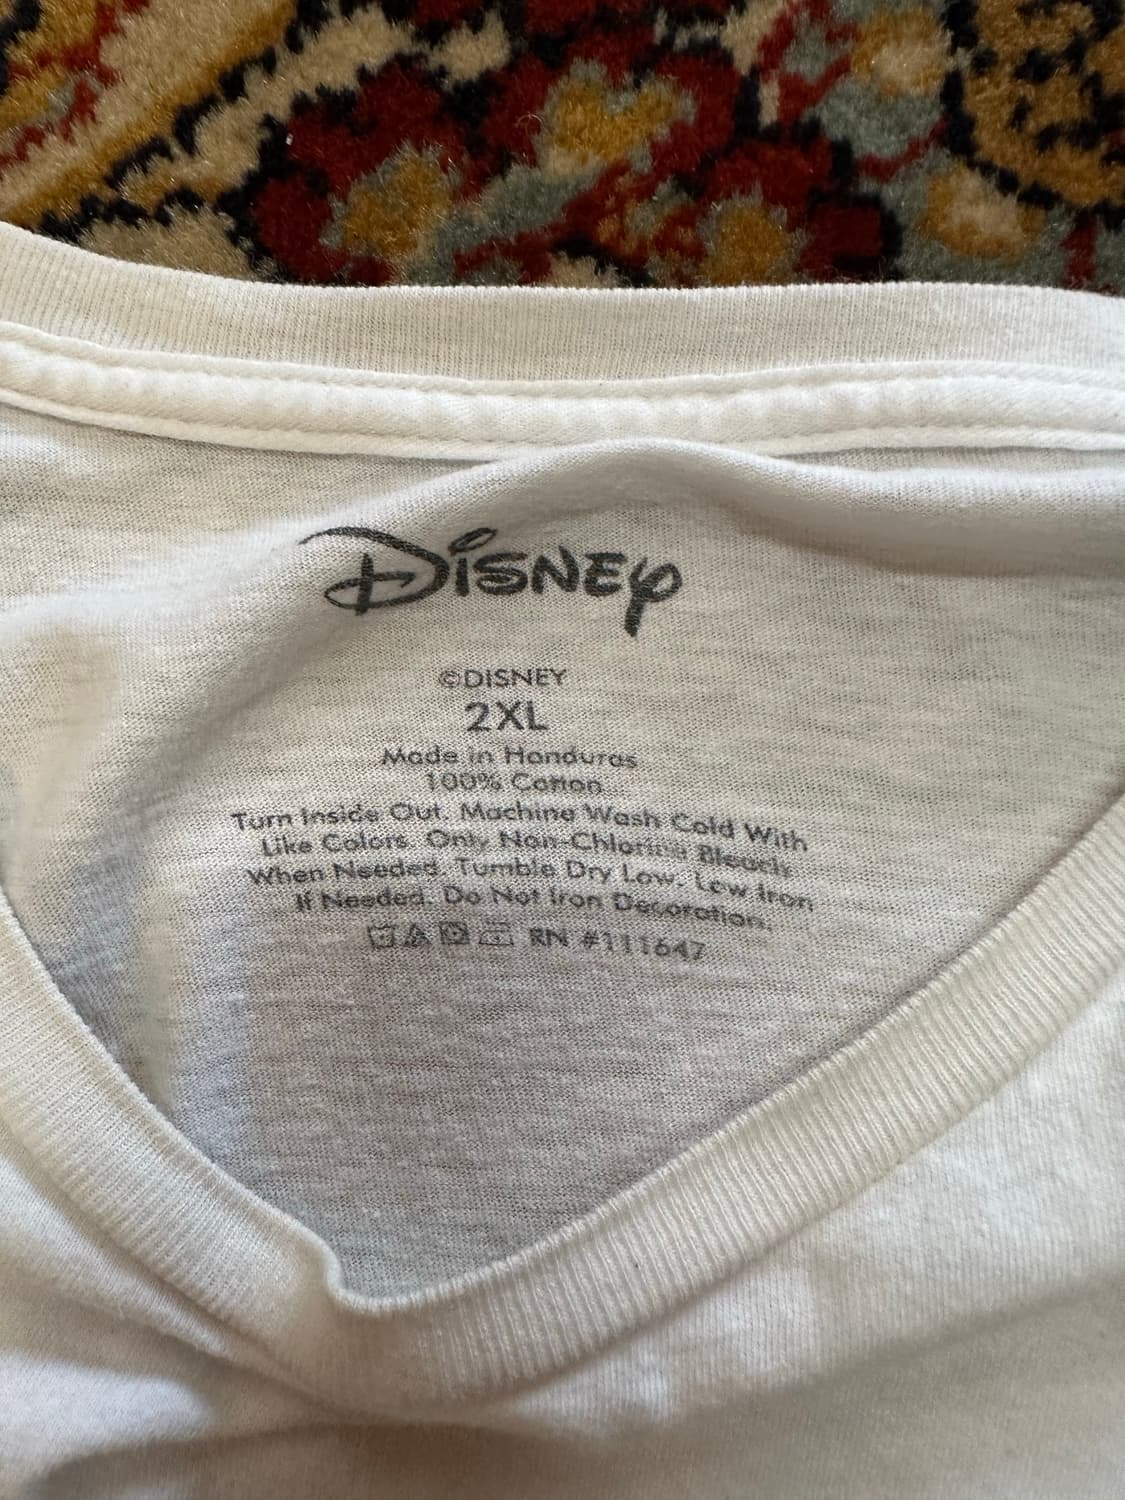 Disney
©DISNEY
2XL
Made in Honduras
100% Cotton
Turn Inside Out. Machine Wash Cold With
Like Colors. Only Non-Chlorine Bleach
When Needed. Tumble Dry Low. Low Iron
If Needed. Do Not Iron Decoration.
RN #111647